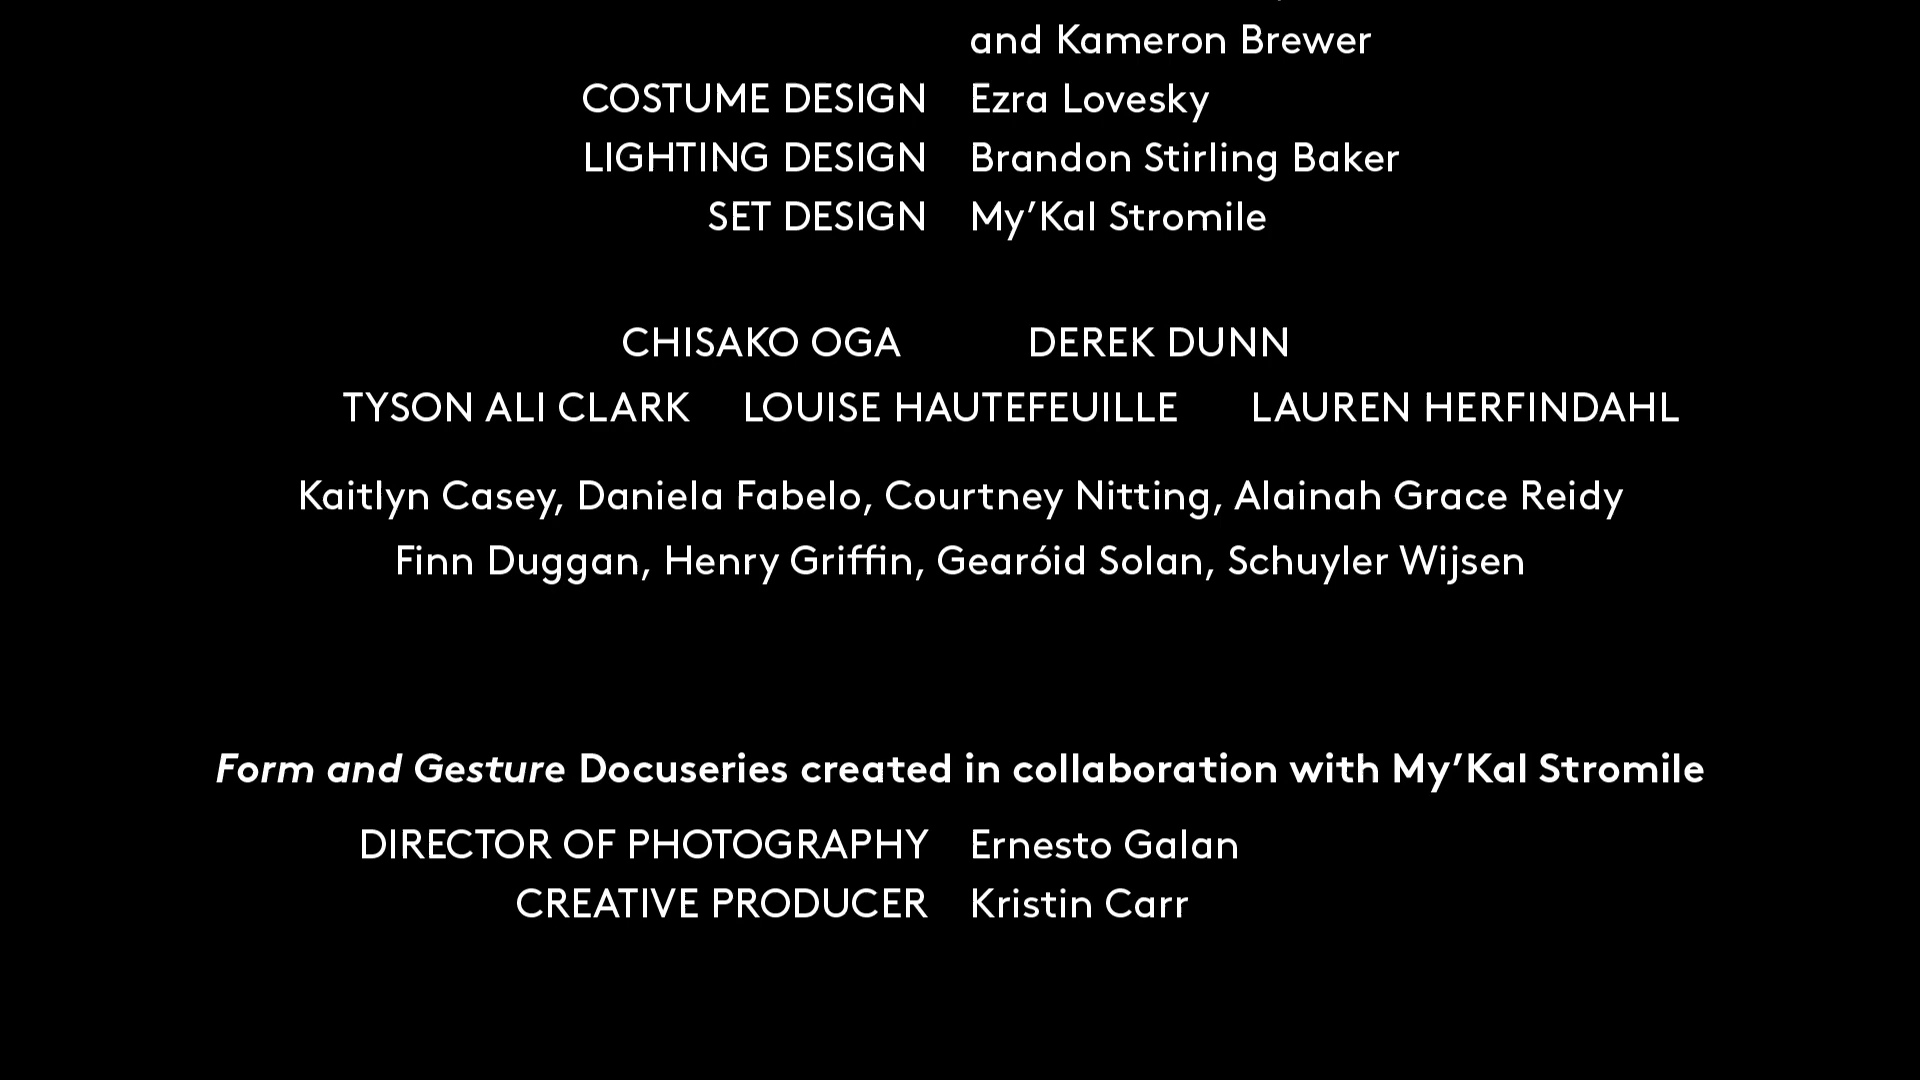 and Kameron Brewer
COSTUME DESIGN Ezra Lovesky
LIGHTING DESIGN Brandon Stirling Baker
SET DESIGN My’Kal Stromile
CHISAKO OGA DEREK DUNN
TYSON ALI CLARK LOUISE HAUTEFEUILLE LAUREN HERFINDAHL
Kaitlyn Casey, Daniela Fabelo, Courtney Nitting, Alainah Grace Reidy
Finn Duggan, Henry Griffin, Gearóid Solan, Schuyler Wijsen
Form and Gesture Docuseries created in collaboration with My’Kal Stromile
DIRECTOR OF PHOTOGRAPHY Ernesto Galan
CREATIVE PRODUCER Kristin Carr